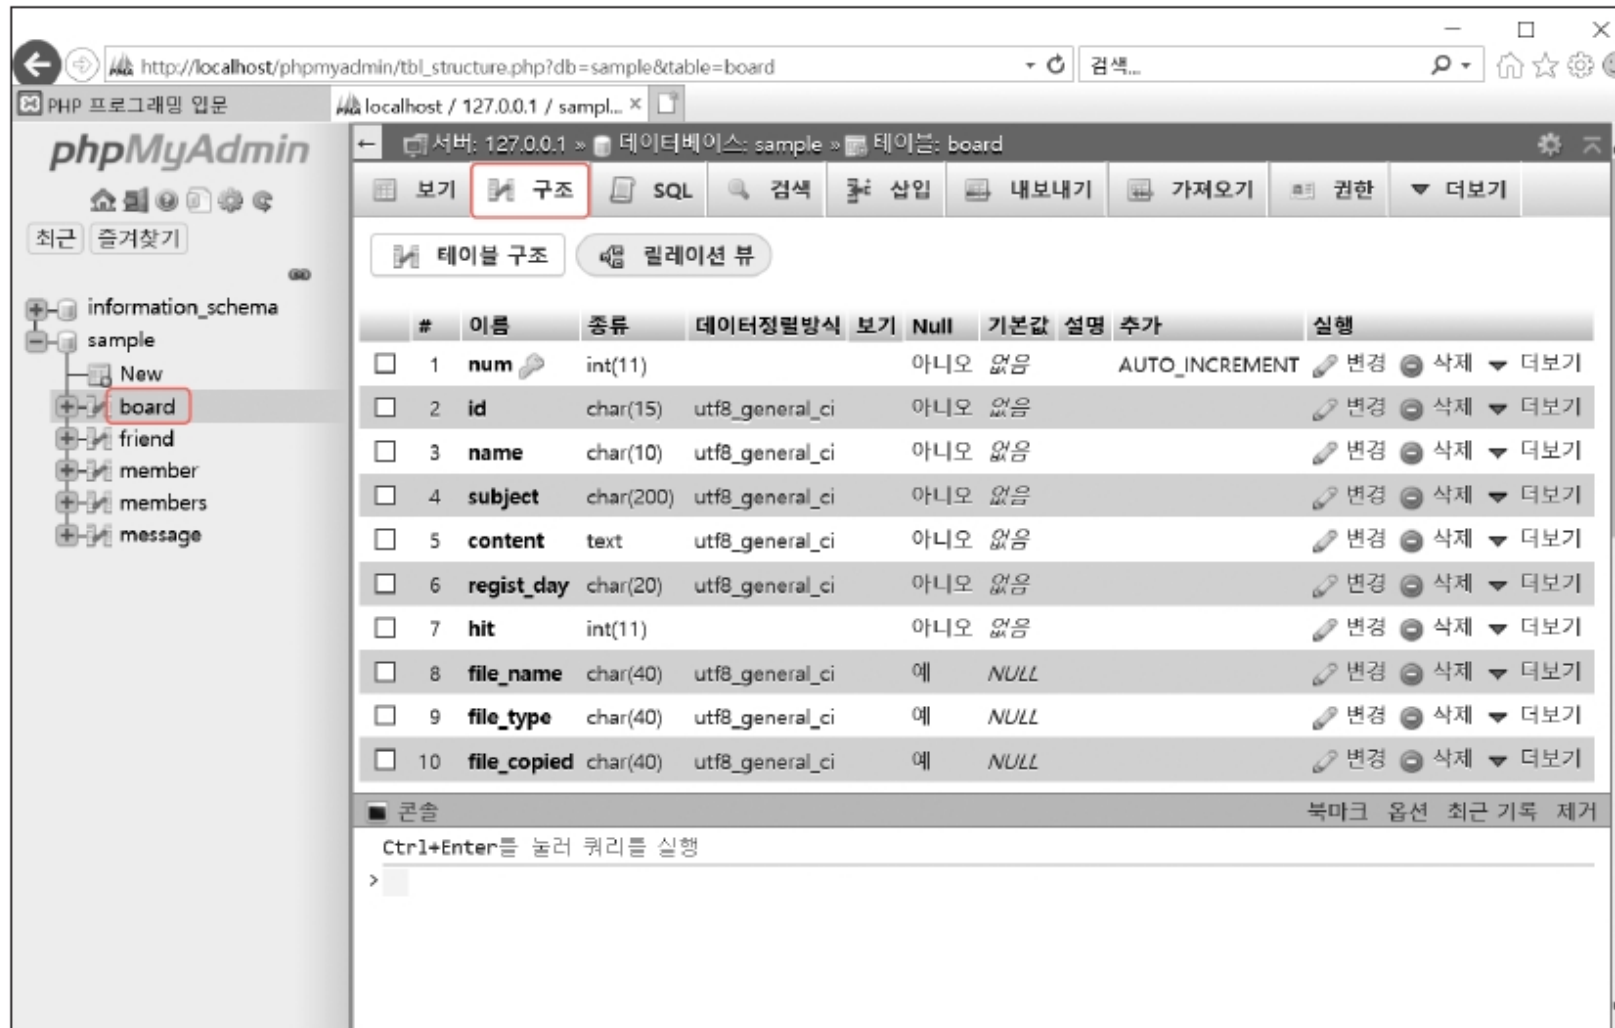 http://localhost/phpmyadmin/tbl_structure.php?db=sample&table=board 검색...
PHP 프로그래밍 입문 localhost / 127.0.0.1 / sampl...
phpMyAdmin
최근 즐겨찾기
information_schema
sample
New
board
friend
member
members
message
서버: 127.0.0.1 » 데이터베이스: sample » 테이블: board
보기 구조 SQL 검색 삽입 내보내기 가져오기 권한 더보기
테이블 구조 릴레이션 뷰
# 이름 종류 데이터정렬방식 보기 Null 기본값 설명 추가 실행
1 num int(11) 아니오 없음 AUTO_INCREMENT 변경 삭제 더보기
2 id char(15) utf8_general_ci 아니오 없음 변경 삭제 더보기
3 name char(10) utf8_general_ci 아니오 없음 변경 삭제 더보기
4 subject char(200) utf8_general_ci 아니오 없음 변경 삭제 더보기
5 content text utf8_general_ci 아니오 없음 변경 삭제 더보기
6 regist_day char(20) utf8_general_ci 아니오 없음 변경 삭제 더보기
7 hit int(11) 아니오 없음 변경 삭제 더보기
8 file_name char(40) utf8_general_ci 예 NULL 변경 삭제 더보기
9 file_type char(40) utf8_general_ci 예 NULL 변경 삭제 더보기
10 file_copied char(40) utf8_general_ci 예 NULL 변경 삭제 더보기
콘솔 북마크 옵션 최근 기록 제거
Ctrl+Enter를 눌러 쿼리를 실행
>